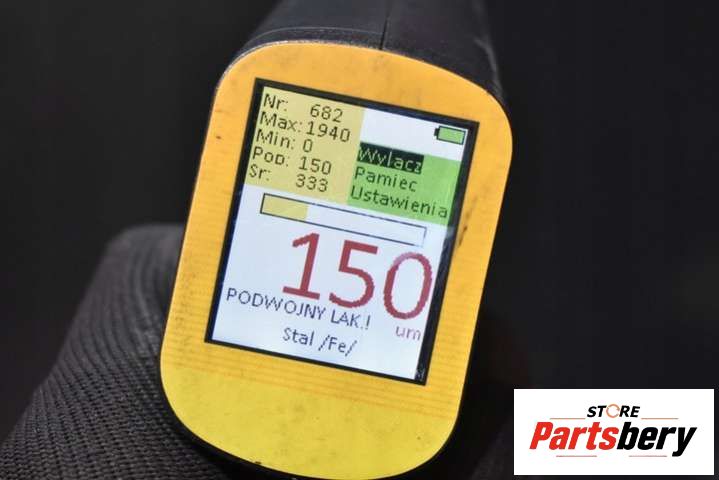 Nr: 682
Max: 1940
Min: 0
Pop: 150
Sr: 333
Wylacz
Pamiec
Ustawienia
150
um
PODWOJNY LAK.!
Stal /Fe/
STORE
Partsbery